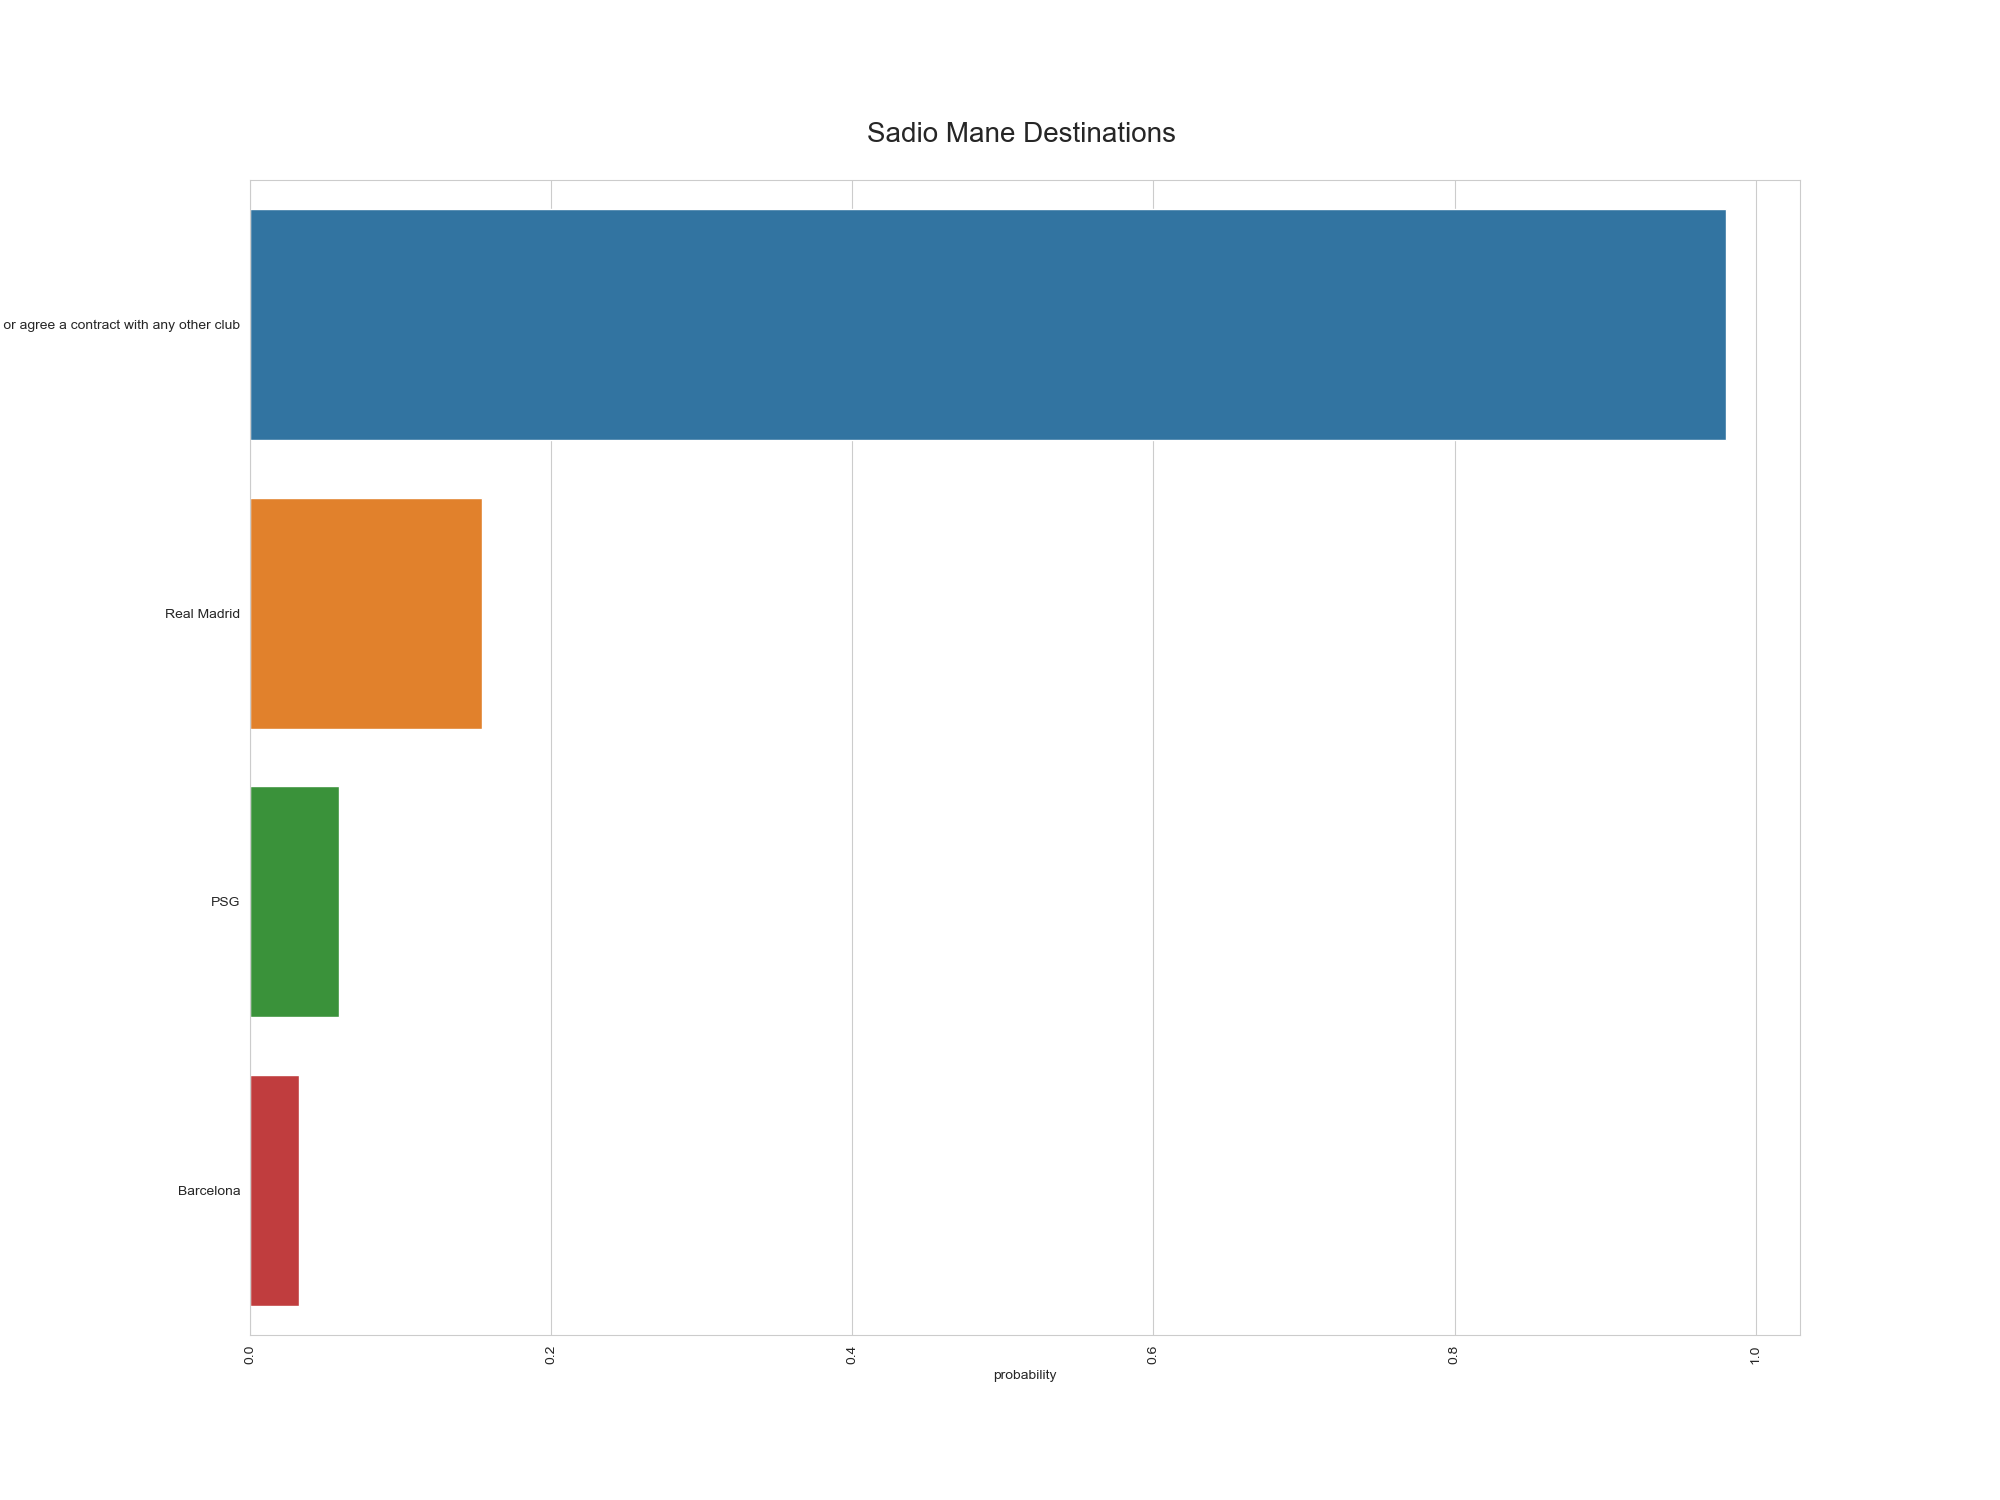 Sadio Mane Destinations
or agree a contract with any other club
Real Madrid
PSG
Barcelona
0.0 0.2 0.4 0.6 0.8 1.0
probability